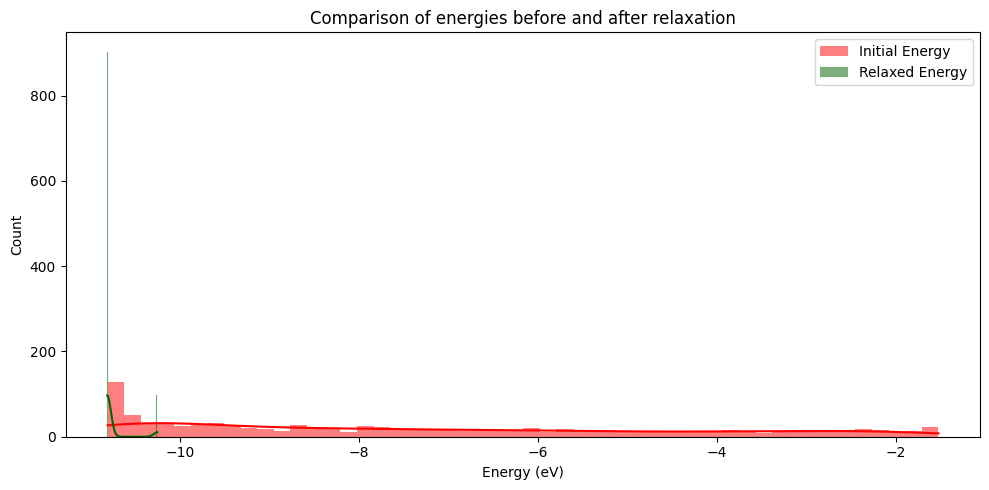 Comparison of energies before and after relaxation
Initial Energy
Relaxed Energy
Count
800
600
400
200
0
−10
−8
−6
−4
−2
Energy (eV)